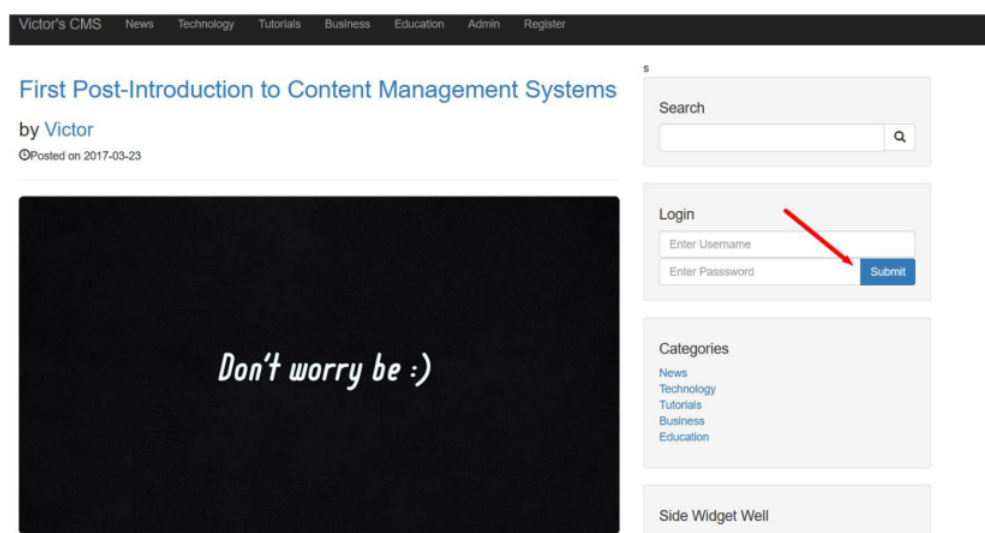 Victor's CMS News Technology Tutorials Business Education Admin Register
First Post-Introduction to Content Management Systems
by Victor
Posted on 2017-03-23
Don't worry be :)
s
Search
Login
Enter Username
Enter Passsword
Submit
Categories
News
Technology
Tutorials
Business
Education
Side Widget Well